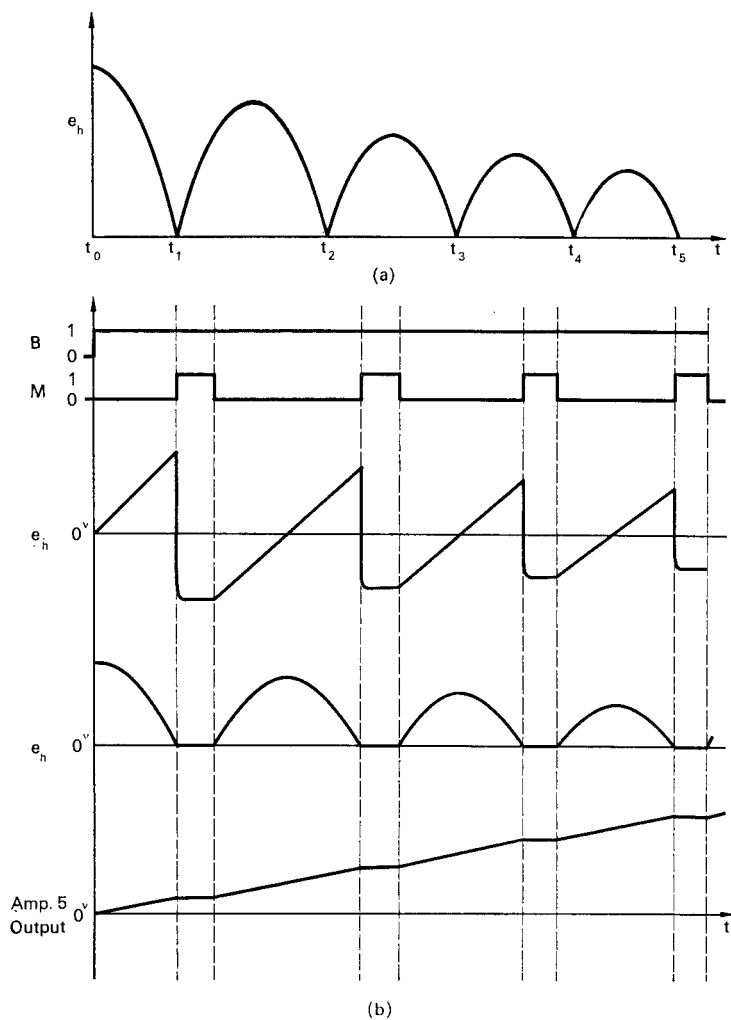 e_h
t_0 t_1 t_2 t_3 t_4 t_5 t
(a)
B 1
0
M 1
0
e_h 0^v
e_h 0^v
Amp. 5 0^v
Output t
(b)